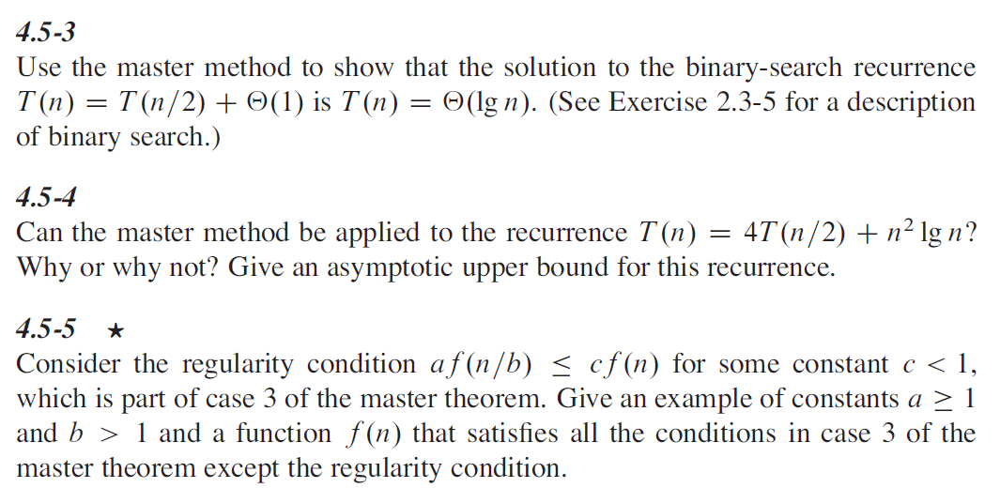 4.5-3
Use the master method to show that the solution to the binary-search recurrence
T(n) = T(n/2) + Θ(1) is T(n) = Θ(lg n). (See Exercise 2.3-5 for a description
of binary search.)
4.5-4
Can the master method be applied to the recurrence T(n) = 4T(n/2) + n² lg n?
Why or why not? Give an asymptotic upper bound for this recurrence.
4.5-5 ★
Consider the regularity condition af(n/b) ≤ cf(n) for some constant c < 1,
which is part of case 3 of the master theorem. Give an example of constants a ≥ 1
and b > 1 and a function f(n) that satisfies all the conditions in case 3 of the
master theorem except the regularity condition.